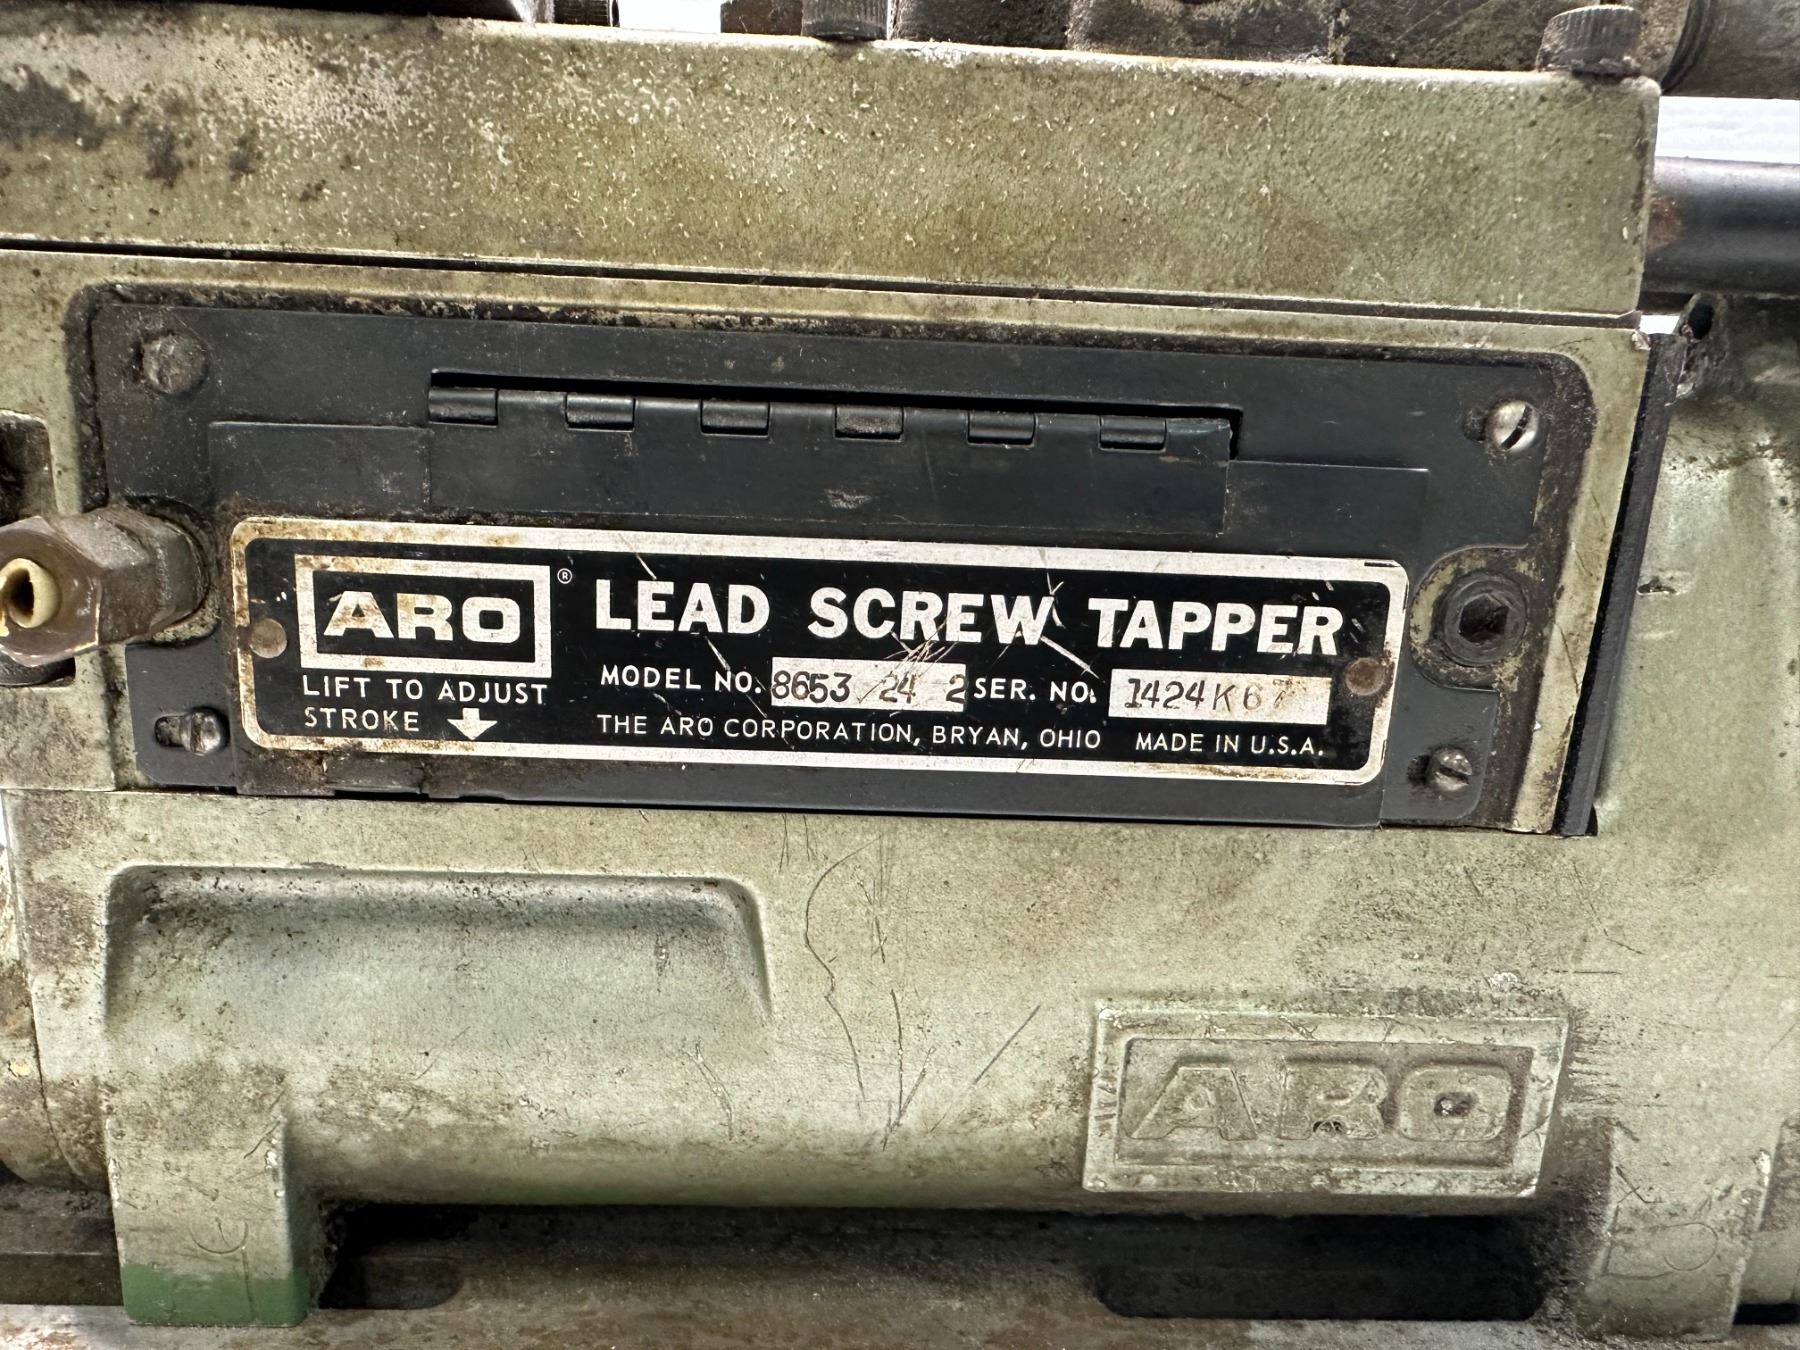 ARO ® LEAD SCREW TAPPER
LIFT TO ADJUST
STROKE
MODEL NO. 8653 24 2 SER. NO. 1424K67
THE ARO CORPORATION, BRYAN, OHIO MADE IN U.S.A.
ARO